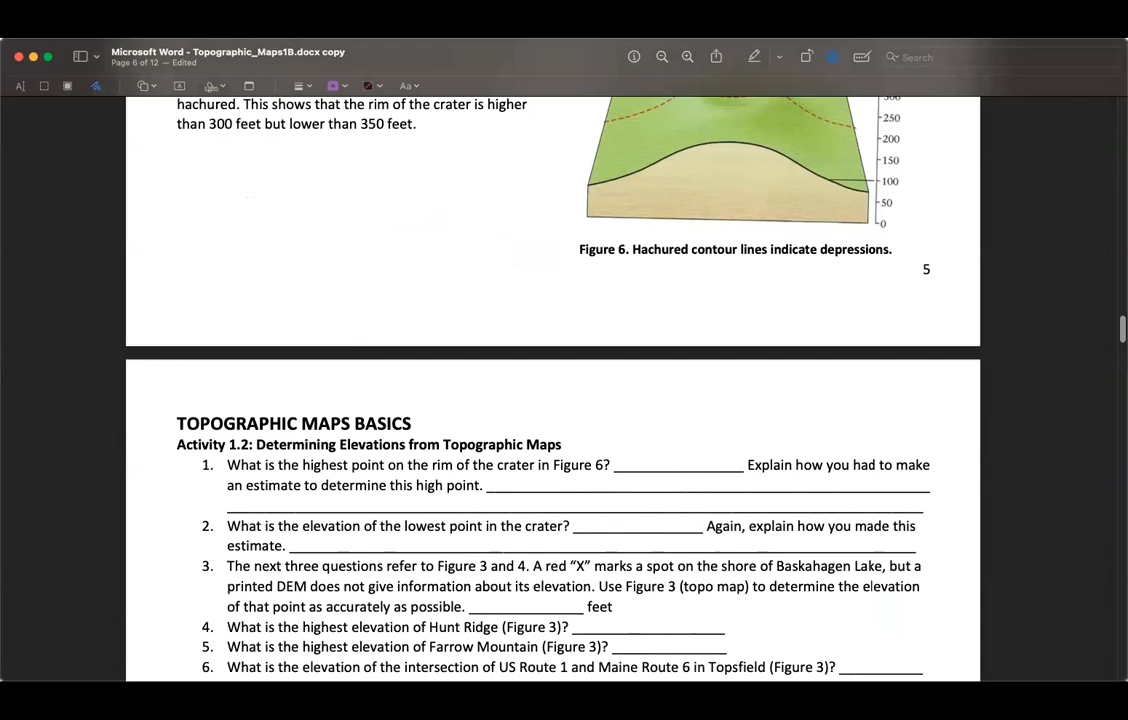 Microsoft Word - Topographic_Maps1B.docx copy
Page 6 of 12 — Edited
Search
hachured. This shows that the rim of the crater is higher
than 300 feet but lower than 350 feet.
300
250
200
150
100
50
0
Figure 6. Hachured contour lines indicate depressions.
5
TOPOGRAPHIC MAPS BASICS
Activity 1.2: Determining Elevations from Topographic Maps
1. What is the highest point on the rim of the crater in Figure 6? ________________ Explain how you had to make
an estimate to determine this high point. ________________
________________
2. What is the elevation of the lowest point in the crater? ________________ Again, explain how you made this
estimate. ________________
3. The next three questions refer to Figure 3 and 4. A red “X” marks a spot on the shore of Baskahagen Lake, but a
printed DEM does not give information about its elevation. Use Figure 3 (topo map) to determine the elevation
of that point as accurately as possible. ______________ feet
4. What is the highest elevation of Hunt Ridge (Figure 3)? ________________
5. What is the highest elevation of Farrow Mountain (Figure 3)? ______________
6. What is the elevation of the intersection of US Route 1 and Maine Route 6 in Topsfield (Figure 3)? __________